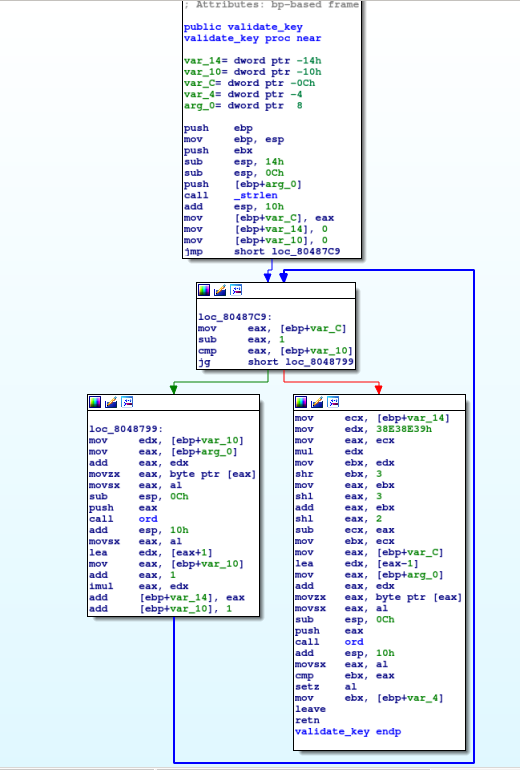 ; Attributes: bp-based frame
public validate_key
validate_key proc near
var_14= dword ptr -14h
var_10= dword ptr -10h
var_C= dword ptr -0Ch
var_4= dword ptr -4
arg_0= dword ptr  8
push    ebp
mov     ebp, esp
push    ebx
sub     esp, 14h
sub     esp, 0Ch
push    [ebp+arg_0]
call    _strlen
add     esp, 10h
mov     [ebp+var_C], eax
mov     [ebp+var_14], 0
mov     [ebp+var_10], 0
jmp     short loc_80487C9
loc_80487C9:
mov     eax, [ebp+var_C]
sub     eax, 1
cmp     eax, [ebp+var_10]
jg      short loc_8048799
loc_8048799:
mov     edx, [ebp+var_10]
mov     eax, [ebp+arg_0]
add     eax, edx
movzx   eax, byte ptr [eax]
movsx   eax, al
sub     esp, 0Ch
push    eax
call    ord
add     esp, 10h
movsx   eax, al
lea     edx, [eax+1]
mov     eax, [ebp+var_10]
add     eax, 1
imul    eax, edx
add     [ebp+var_14], eax
add     [ebp+var_10], 1
mov     ecx, [ebp+var_14]
mov     edx, 38E38E39h
mov     eax, ecx
mul     edx
mov     ebx, edx
shr     ebx, 3
mov     eax, ebx
shl     eax, 3
add     eax, ebx
shl     eax, 2
sub     ecx, eax
mov     ebx, ecx
mov     eax, [ebp+var_C]
lea     edx, [eax-1]
mov     eax, [ebp+arg_0]
add     eax, edx
movzx   eax, byte ptr [eax]
movsx   eax, al
sub     esp, 0Ch
push    eax
call    ord
add     esp, 10h
movsx   eax, al
cmp     ebx, eax
setz    al
mov     ebx, [ebp+var_4]
leave
retn
validate_key endp